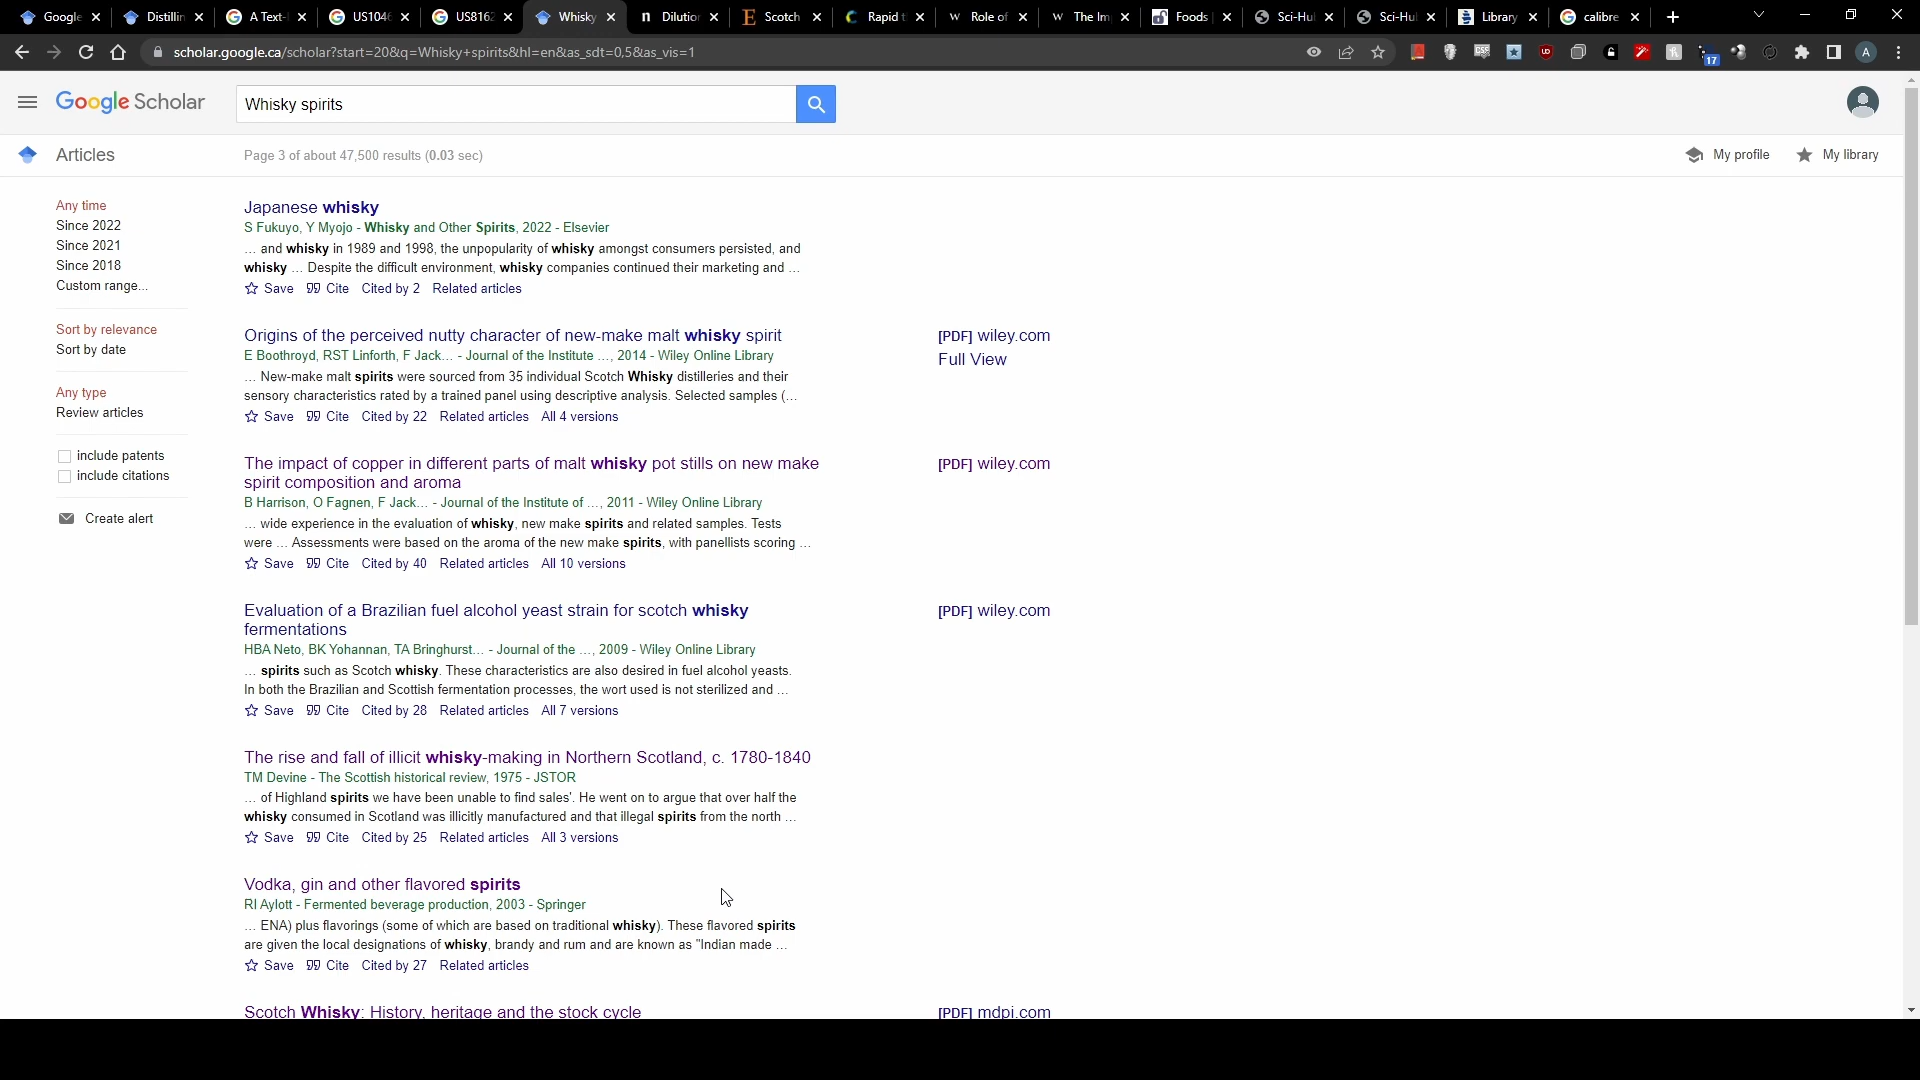 Google
Distillin
A Text-
US1046
US8162
Whisky
Dilution
Scotch
Rapid
Role of
The Im
Foods
Sci-Hul
Sci-Hul
Library
calibre
scholar.google.ca/scholar?start=20&q=Whisky+spirits&hl=en&as_sdt=0,5&as_vis=1
17
A
Google Scholar
Whisky spirits
Articles
Page 3 of about 47,500 results (0.03 sec)
My profile
My library
Any time
Since 2022
Since 2021
Since 2018
Custom range...
Sort by relevance
Sort by date
Any type
Review articles
include patents
include citations
Create alert
Japanese whisky
S Fukuyo, Y Myojo - Whisky and Other Spirits, 2022 - Elsevier
... and whisky in 1989 and 1998, the unpopularity of whisky amongst consumers persisted, and
whisky ... Despite the difficult environment, whisky companies continued their marketing and ...
Save Cite Cited by 2 Related articles
Origins of the perceived nutty character of new-make malt whisky spirit
E Boothroyd, RST Linforth, F Jack... - Journal of the Institute ..., 2014 - Wiley Online Library
... New-make malt spirits were sourced from 35 individual Scotch Whisky distilleries and their
sensory characteristics rated by a trained panel using descriptive analysis. Selected samples (...
Save Cite Cited by 22 Related articles All 4 versions
[PDF] wiley.com
Full View
The impact of copper in different parts of malt whisky pot stills on new make
spirit composition and aroma
B Harrison, O Fagnen, F Jack... - Journal of the Institute of ..., 2011 - Wiley Online Library
... wide experience in the evaluation of whisky, new make spirits and related samples. Tests
were ... Assessments were based on the aroma of the new make spirits, with panellists scoring ...
Save Cite Cited by 40 Related articles All 10 versions
[PDF] wiley.com
Evaluation of a Brazilian fuel alcohol yeast strain for scotch whisky
fermentations
HBA Neto, BK Yohannan, TA Bringhurst... - Journal of the ..., 2009 - Wiley Online Library
... spirits such as Scotch whisky. These characteristics are also desired in fuel alcohol yeasts.
In both the Brazilian and Scottish fermentation processes, the wort used is not sterilized and ...
Save Cite Cited by 28 Related articles All 7 versions
[PDF] wiley.com
The rise and fall of illicit whisky-making in Northern Scotland, c. 1780-1840
TM Devine - The Scottish historical review, 1975 - JSTOR
... of Highland spirits we have been unable to find sales'. He went on to argue that over half the
whisky consumed in Scotland was illicitly manufactured and that illegal spirits from the north ...
Save Cite Cited by 25 Related articles All 3 versions
Vodka, gin and other flavored spirits
RI Aylott - Fermented beverage production, 2003 - Springer
... ENA) plus flavorings (some of which are based on traditional whisky). These flavored spirits
are given the local designations of whisky, brandy and rum and are known as "Indian made ...
Save Cite Cited by 27 Related articles
Scotch Whisky: History, heritage and the stock cycle
[PDF] mdpi.com